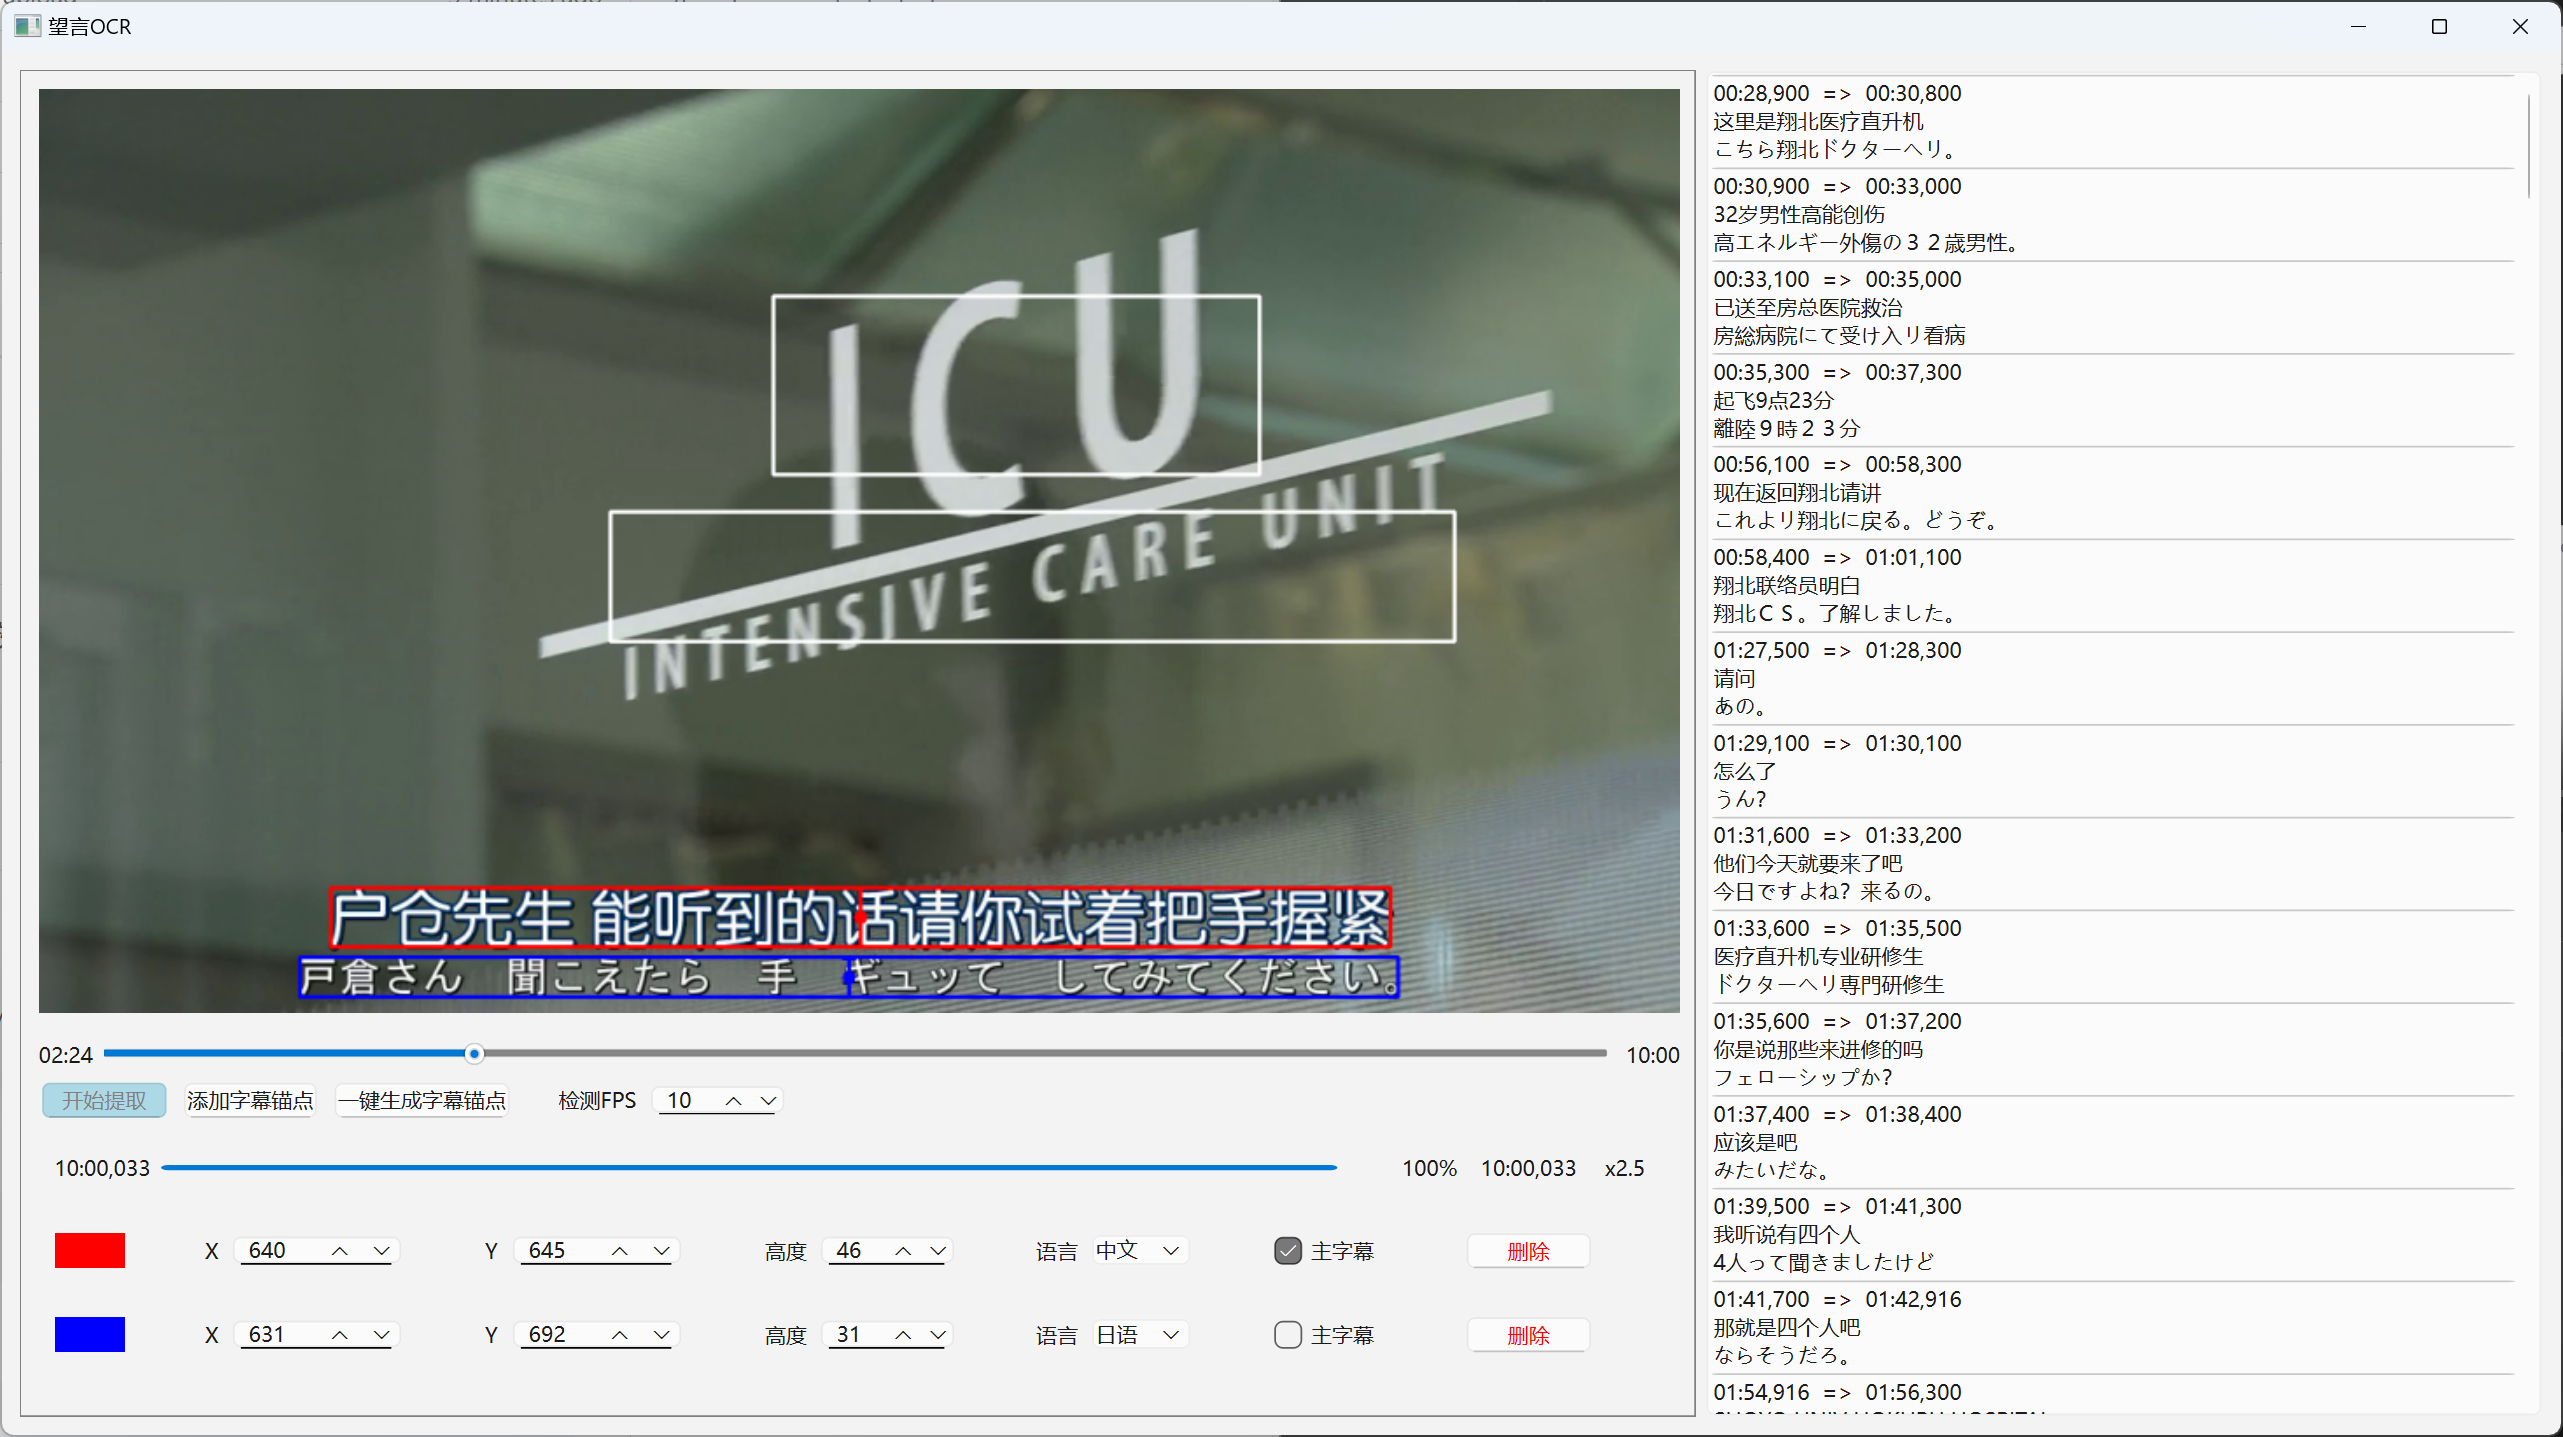 望言OCR
ICU
INTENSIVE CARE UNIT
户仓先生 能听到的话请你试着把手握紧
戸倉さん　聞こえたら　手　ギュッて　してみてください。
02:24
10:00
开始提取 添加字幕锚点 一键生成字幕锚点 检测FPS 10
10:00,033 100% 10:00,033 x2.5
X 640 Y 645 高度 46 语言 中文 主字幕 删除
X 631 Y 692 高度 31 语言 日语 主字幕 删除
00:28,900 => 00:30,800
这里是翔北医疗直升机
こちら翔北ドクターヘリ。
00:30,900 => 00:33,000
32岁男性高能创伤
高エネルギー外傷の３２歳男性。
00:33,100 => 00:35,000
已送至房总医院救治
房総病院にて受け入リ看病
00:35,300 => 00:37,300
起飞9点23分
離陸９時２３分
00:56,100 => 00:58,300
现在返回翔北请讲
これよリ翔北に戻る。どうぞ。
00:58,400 => 01:01,100
翔北联络员明白
翔北ＣＳ。了解しました。
01:27,500 => 01:28,300
请问
あの。
01:29,100 => 01:30,100
怎么了
うん？
01:31,600 => 01:33,200
他们今天就要来了吧
今日ですよね？来るの。
01:33,600 => 01:35,500
医疗直升机专业研修生
ドクターヘリ専門研修生
01:35,600 => 01:37,200
你是说那些来进修的吗
フェローシップか？
01:37,400 => 01:38,400
应该是吧
みたいだな。
01:39,500 => 01:41,300
我听说有四个人
4人って聞きましたけど
01:41,700 => 01:42,916
那就是四个人吧
ならそうだろ。
01:54,916 => 01:56,300